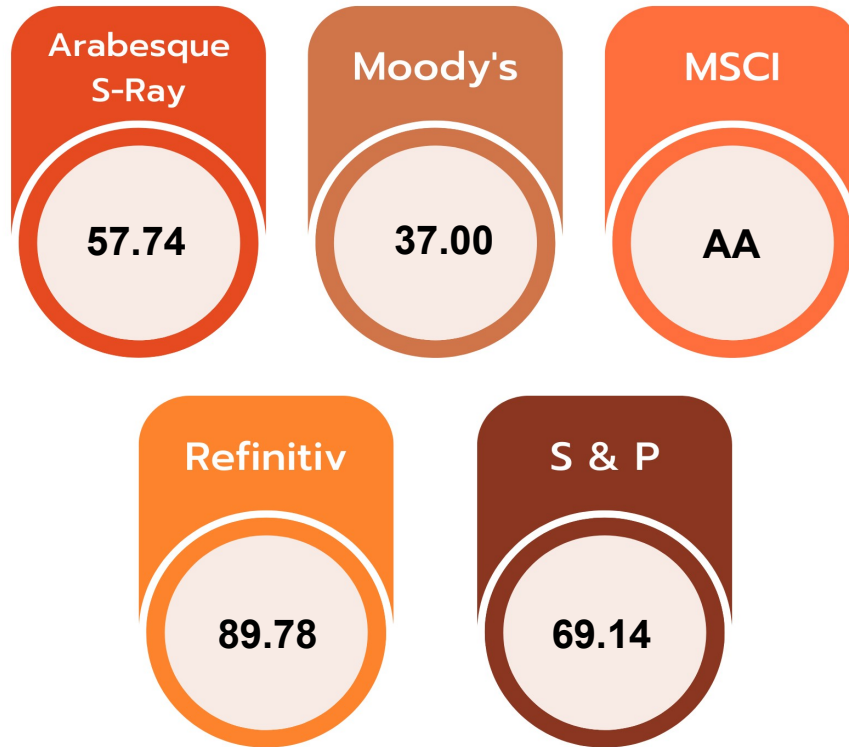 Arabesque
S-Ray
57.74
Moody's
37.00
MSCI
AA
Refinitiv
89.78
S & P
69.14